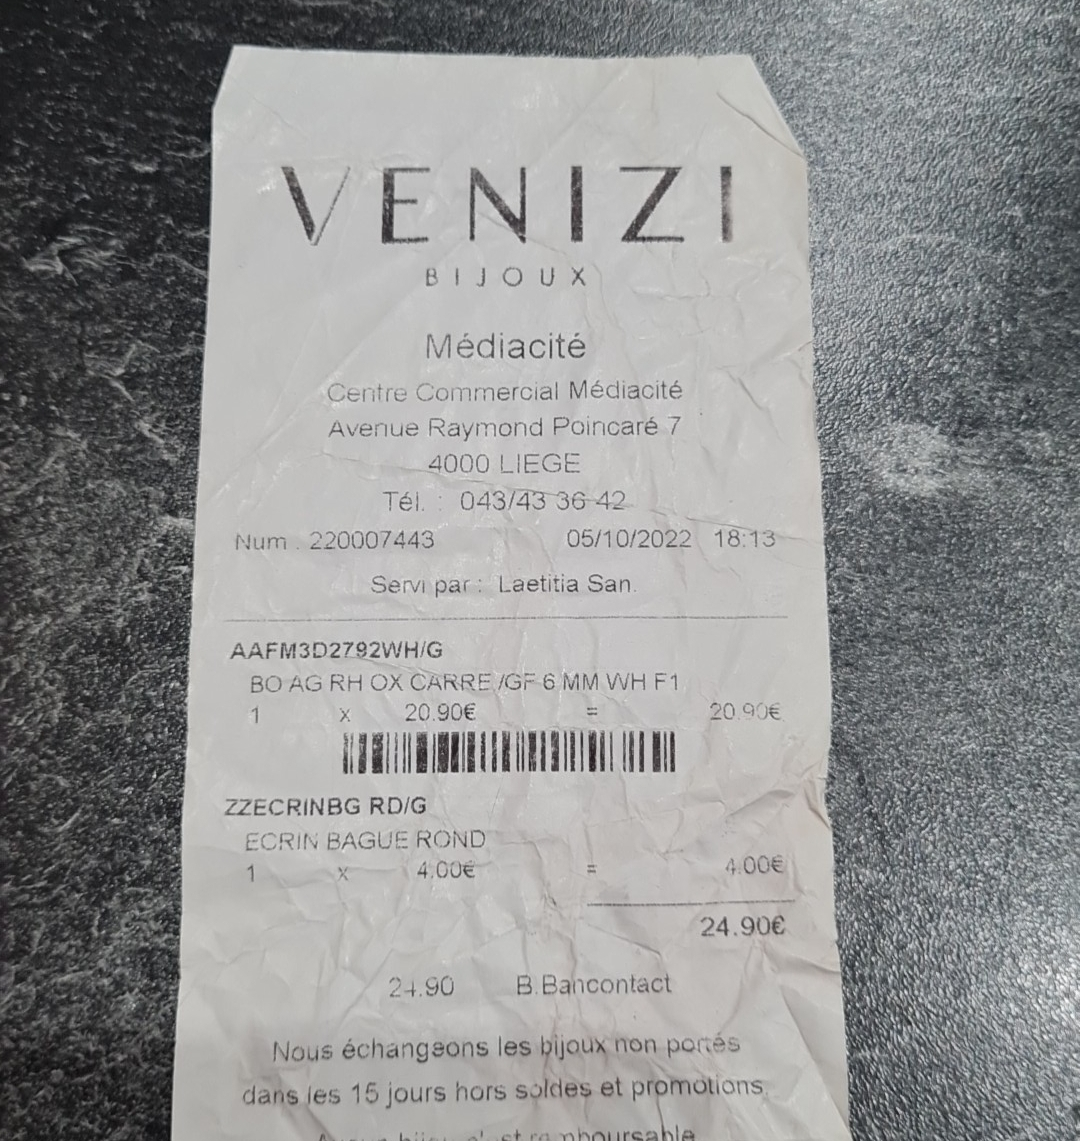 VENIZI
BIJOUX
Médiacité
Centre Commercial Médiacité
Avenue Raymond Poincaré 7
4000 LIEGE
Tél. : 043/43 36 42
Num . 220007443 05/10/2022 18:13
Servi par : Laetitia San.
AAFM3D2792WH/G
BO AG RH OX CARRE /GF 6 MM WH F1
1 x 20.90€ = 20.90€
ZZECRINBG RD/G
ECRIN BAGUE ROND
1 x 4.00€ = 4.00€
24.90€
24.90 B.Bancontact
Nous échangeons les bijoux non portés
dans les 15 jours hors soldes et promotions.
bijou n'est remboursable